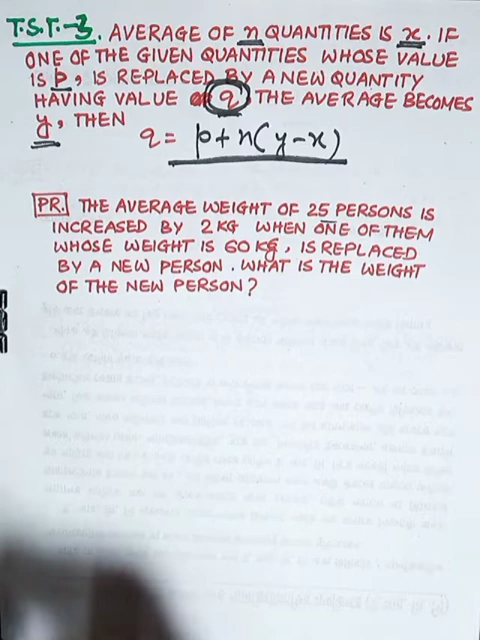 T.S.T.-3. AVERAGE OF n QUANTITIES IS x. IF
ONE OF THE GIVEN QUANTITIES WHOSE VALUE
IS p, IS REPLACED BY A NEW QUANTITY
HAVING VALUE q THE AVERAGE BECOMES
y, THEN
q = p+n(y-x)
PR. THE AVERAGE WEIGHT OF 25 PERSONS IS
INCREASED BY 2 KG WHEN ONE OF THEM
WHOSE WEIGHT IS 60 Kg, IS REPLACED
BY A NEW PERSON. WHAT IS THE WEIGHT
OF THE NEW PERSON?